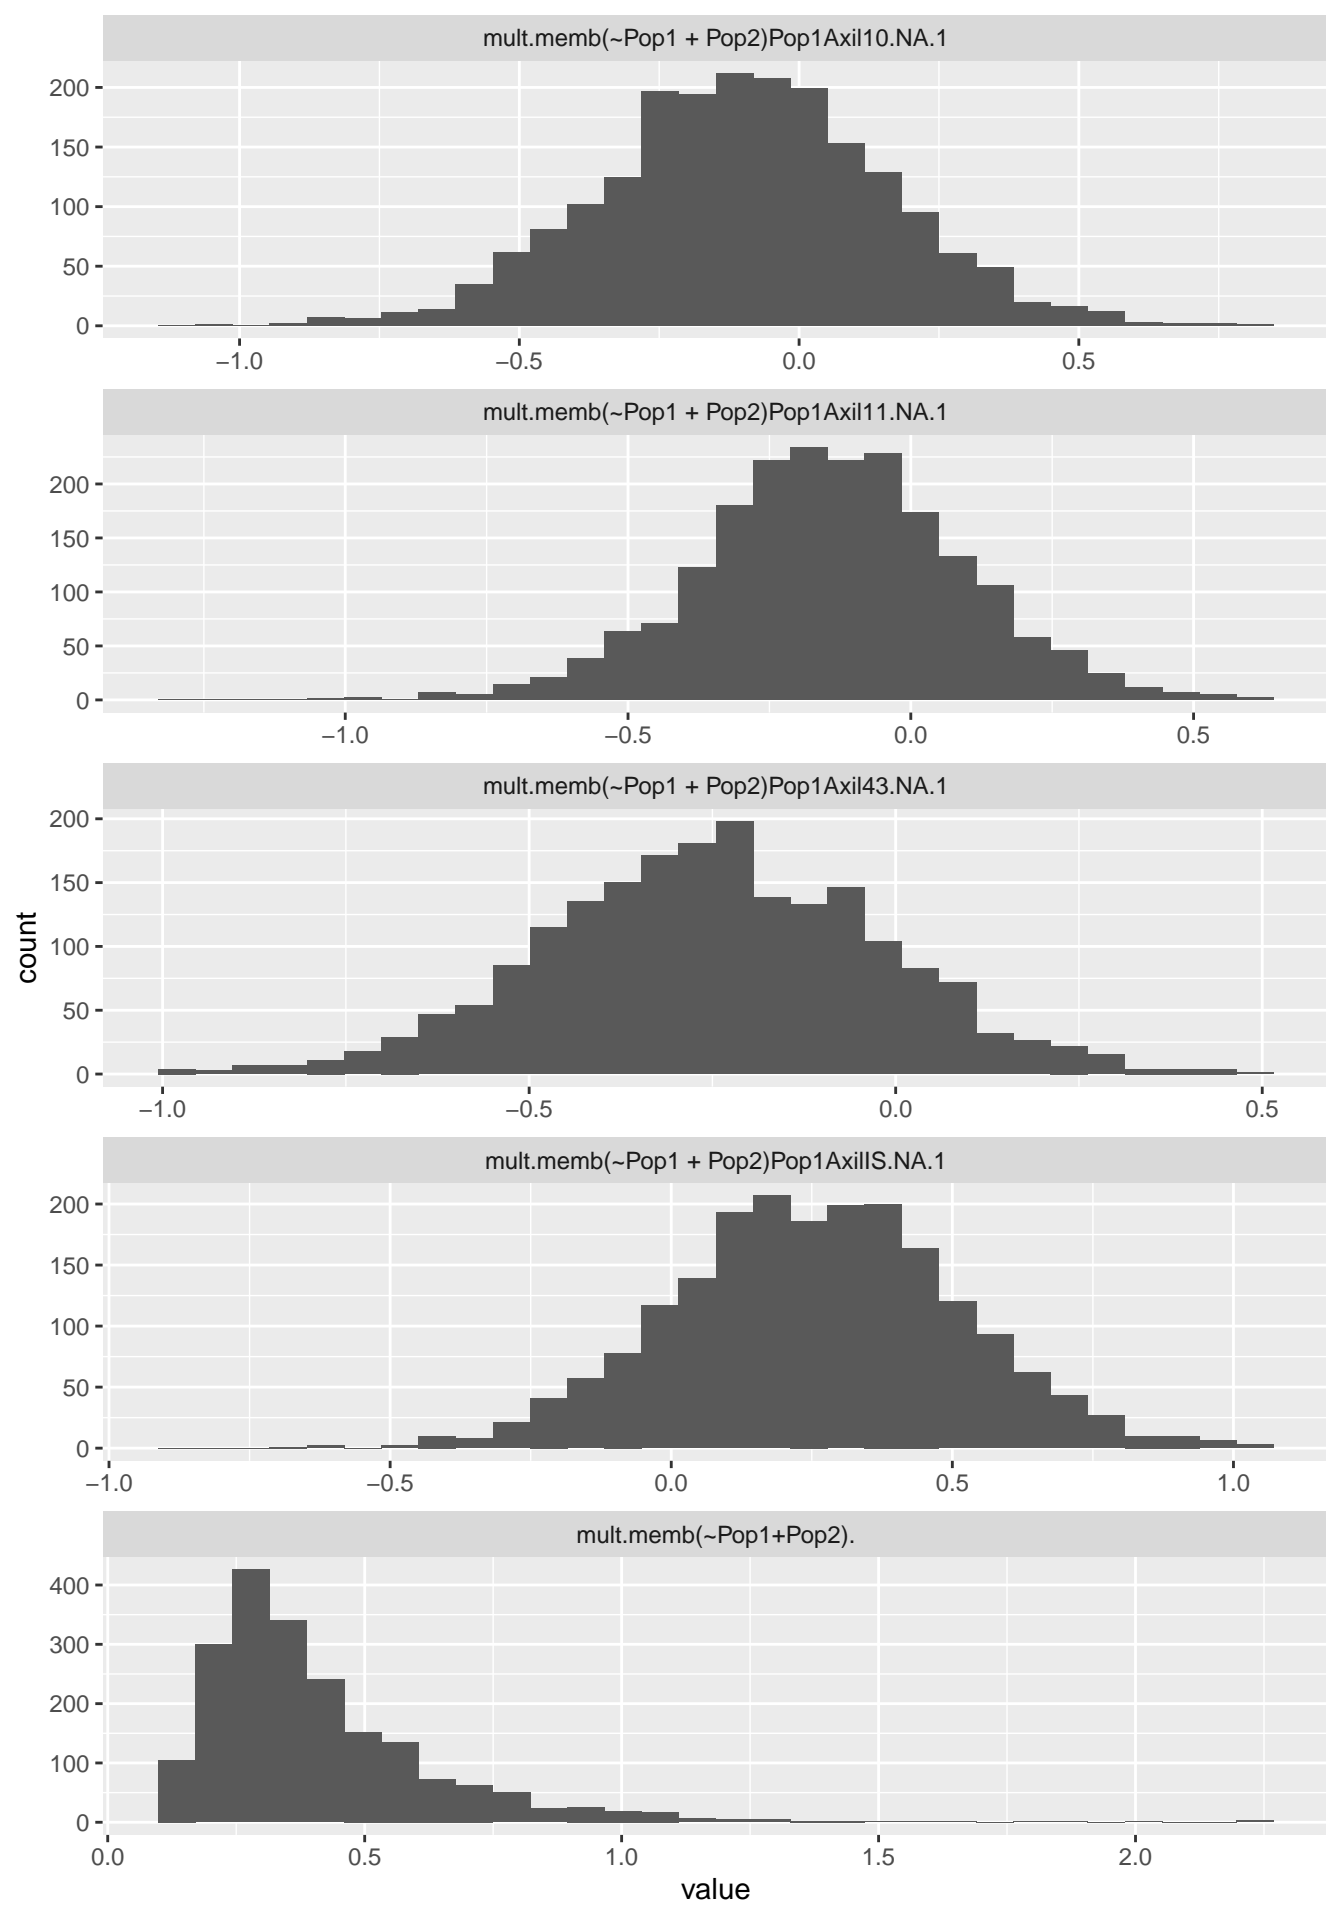 mult.memb(~Pop1 + Pop2)Pop1Axil10.NA.1
200
150
100
50
0
−1.0 −0.5 0.0 0.5
mult.memb(~Pop1 + Pop2)Pop1Axil11.NA.1
200
150
100
50
0
−1.0 −0.5 0.0 0.5
mult.memb(~Pop1 + Pop2)Pop1Axil43.NA.1
200
150
100
50
0
−1.0 −0.5 0.0 0.5
count
mult.memb(~Pop1 + Pop2)Pop1AxilIS.NA.1
200
150
100
50
0
−1.0 −0.5 0.0 0.5 1.0
mult.memb(~Pop1+Pop2).
400
300
200
100
0
0.0 0.5 1.0 1.5 2.0
value